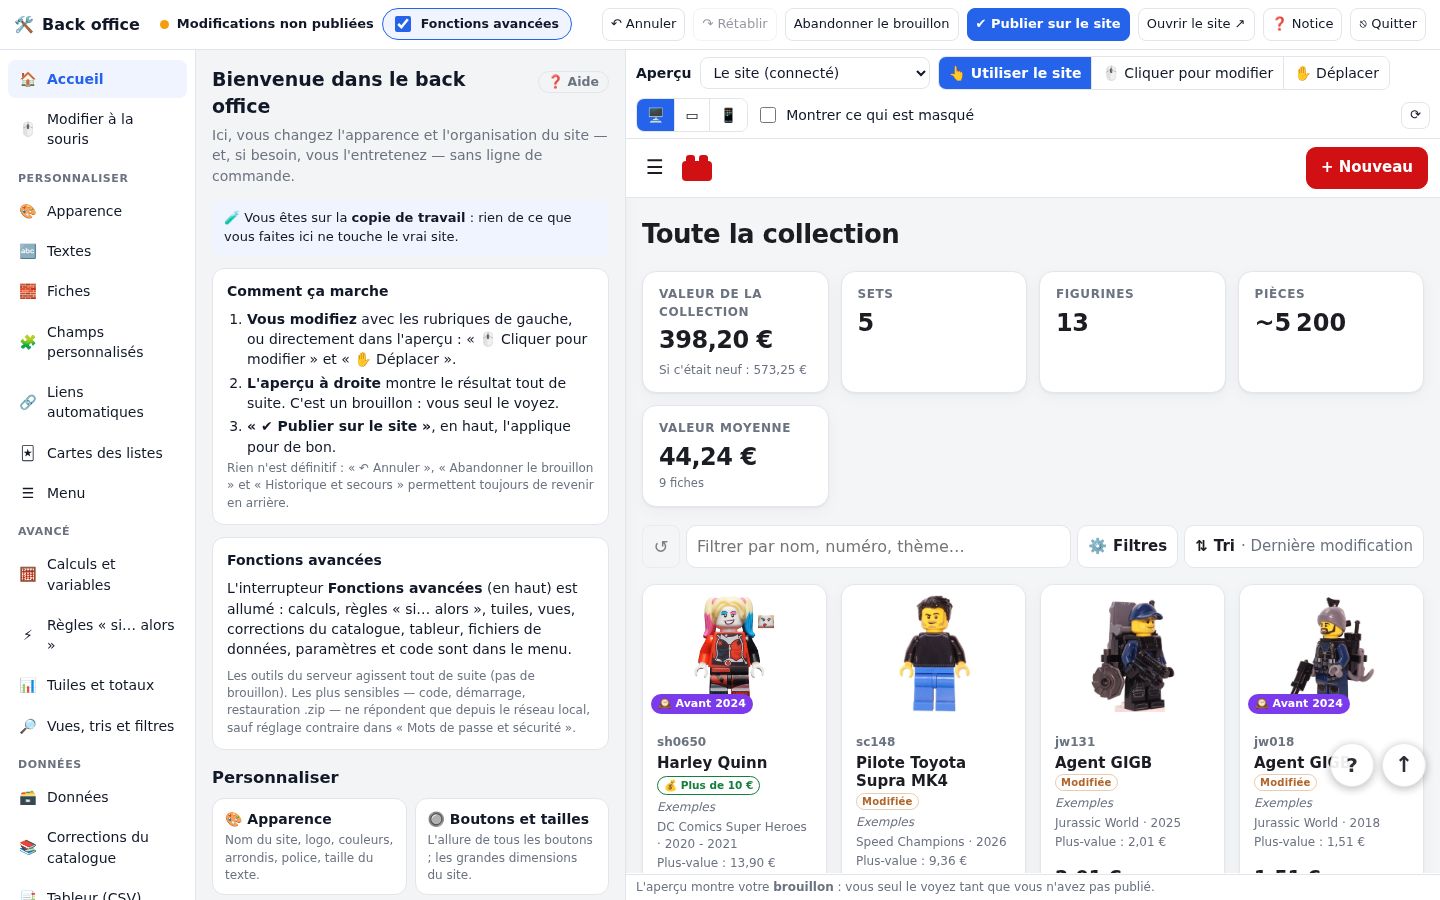 Back office
Modifications non publiées
Fonctions avancées
↶ Annuler
↷ Rétablir
Abandonner le brouillon
✔ Publier sur le site
Ouvrir le site ↗
❓ Notice
⎋ Quitter
Accueil
Modifier à la
souris
PERSONNALISER
Apparence
Textes
Fiches
Champs
personnalisés
Liens
automatiques
Cartes des listes
Menu
AVANCÉ
Calculs et
variables
Règles « si… alors
»
Tuiles et totaux
Vues, tris et filtres
DONNÉES
Données
Corrections du
catalogue
Tableur (CSV)
Bienvenue dans le back
office
❓ Aide
Ici, vous changez l'apparence et l'organisation du site —
et, si besoin, vous l'entretenez — sans ligne de
commande.
🧪 Vous êtes sur la copie de travail : rien de ce que
vous faites ici ne touche le vrai site.
Comment ça marche
1. Vous modifiez avec les rubriques de gauche,
ou directement dans l'aperçu : « 🖱️ Cliquer pour
modifier » et « ✋ Déplacer ».
2. L'aperçu à droite montre le résultat tout de
suite. C'est un brouillon : vous seul le voyez.
3. « ✔ Publier sur le site », en haut, l'applique
pour de bon.
Rien n'est définitif : « ↶ Annuler », « Abandonner le brouillon
» et « Historique et secours » permettent toujours de revenir
en arrière.
Fonctions avancées
L'interrupteur Fonctions avancées (en haut) est
allumé : calculs, règles « si… alors », tuiles, vues,
corrections du catalogue, tableur, fichiers de
données, paramètres et code sont dans le menu.
Les outils du serveur agissent tout de suite (pas de
brouillon). Les plus sensibles — code, démarrage,
restauration .zip — ne répondent que depuis le réseau local,
sauf réglage contraire dans « Mots de passe et sécurité ».
Personnaliser
🎨 Apparence
Nom du site, logo, couleurs,
arrondis, police, taille du
texte.
🔘 Boutons et tailles
L'allure de tous les boutons
; les grandes dimensions
du site.
Aperçu
Le site (connecté)
👆 Utiliser le site
🖱️ Cliquer pour modifier
✋ Déplacer
Montrer ce qui est masqué
+ Nouveau
Toute la collection
VALEUR DE LA
COLLECTION
398,20 €
Si c'était neuf : 573,25 €
SETS
5
FIGURINES
13
PIÈCES
~5 200
VALEUR MOYENNE
44,24 €
9 fiches
Filtrer par nom, numéro, thème…
⚙️ Filtres
⇅ Tri · Dernière modification
Avant 2024
sh0650
Harley Quinn
💰 Plus de 10 €
Exemples
DC Comics Super Heroes
· 2020 - 2021
Plus-value : 13,90 €
sc148
Pilote Toyota
Supra MK4
Modifiée
Exemples
Speed Champions · 2026
Plus-value : 9,36 €
jw131
Agent GIGB
Modifiée
Exemples
Jurassic World · 2025
Plus-value : 2,01 €
Avant 2024
jw018
Agent GIGB
Modifiée
Exemples
Jurassic World · 2018
Plus-value : 1,51 €
?
↑
L'aperçu montre votre brouillon : vous seul le voyez tant que vous n'avez pas publié.